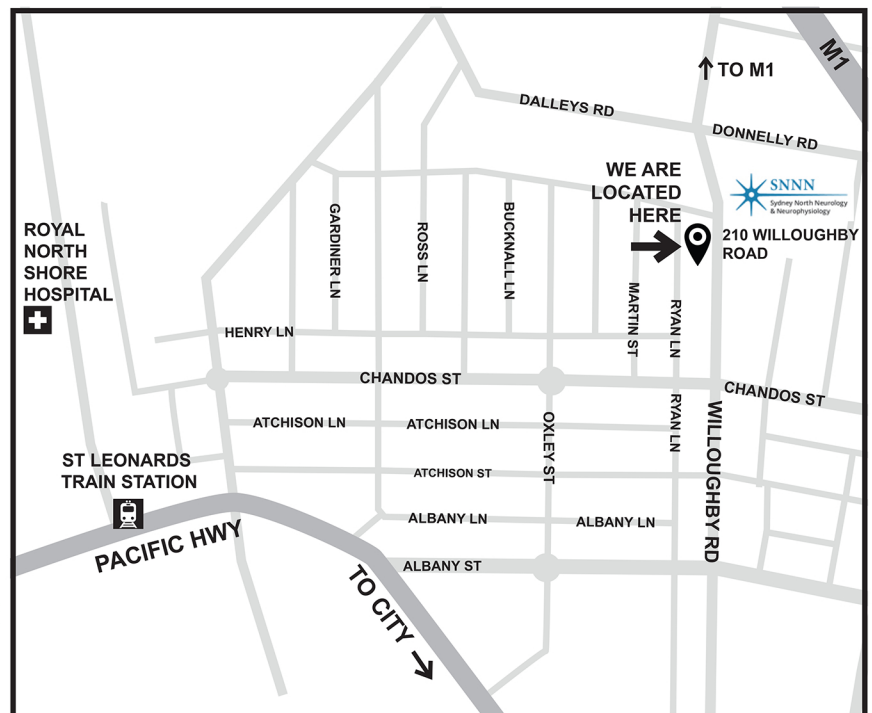 M1
TO M1
DALLEYS RD
DONNELLY RD
WE ARE
LOCATED
HERE
SNNN
Sydney North Neurology
& Neurophysiology
210 WILLOUGHBY
ROAD
ROYAL
NORTH
SHORE
HOSPITAL
GARDINER LN
ROSS LN
BUCKNALL LN
MARTIN ST
RYAN LN
HENRY LN
CHANDOS ST
CHANDOS ST
ATCHISON LN
ATCHISON LN
OXLEY ST
RYAN LN
WILLOUGHBY RD
ST LEONARDS
TRAIN STATION
ATCHISON ST
ALBANY LN
ALBANY LN
PACIFIC HWY
ALBANY ST
TO CITY